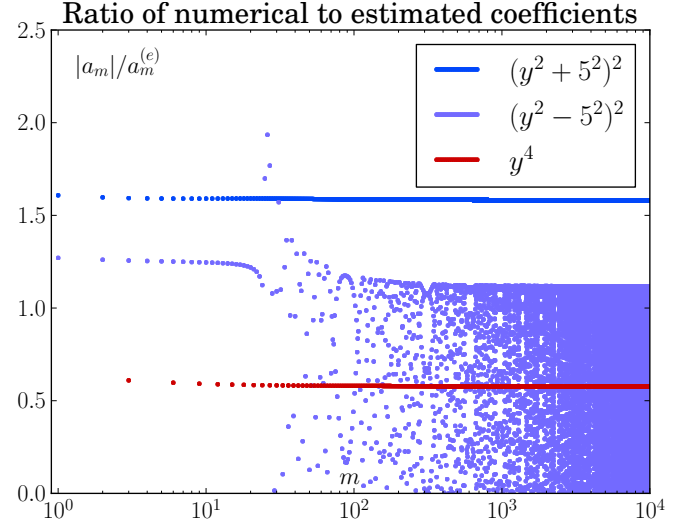 Ratio of numerical to estimated coefficients
2.5
|a_m|/a_m^{(e)}
(y^2 + 5^2)^2
(y^2 − 5^2)^2
y^4
2.0
1.5
1.0
0.5
0.0
m
10^0 10^1 10^2 10^3 10^4